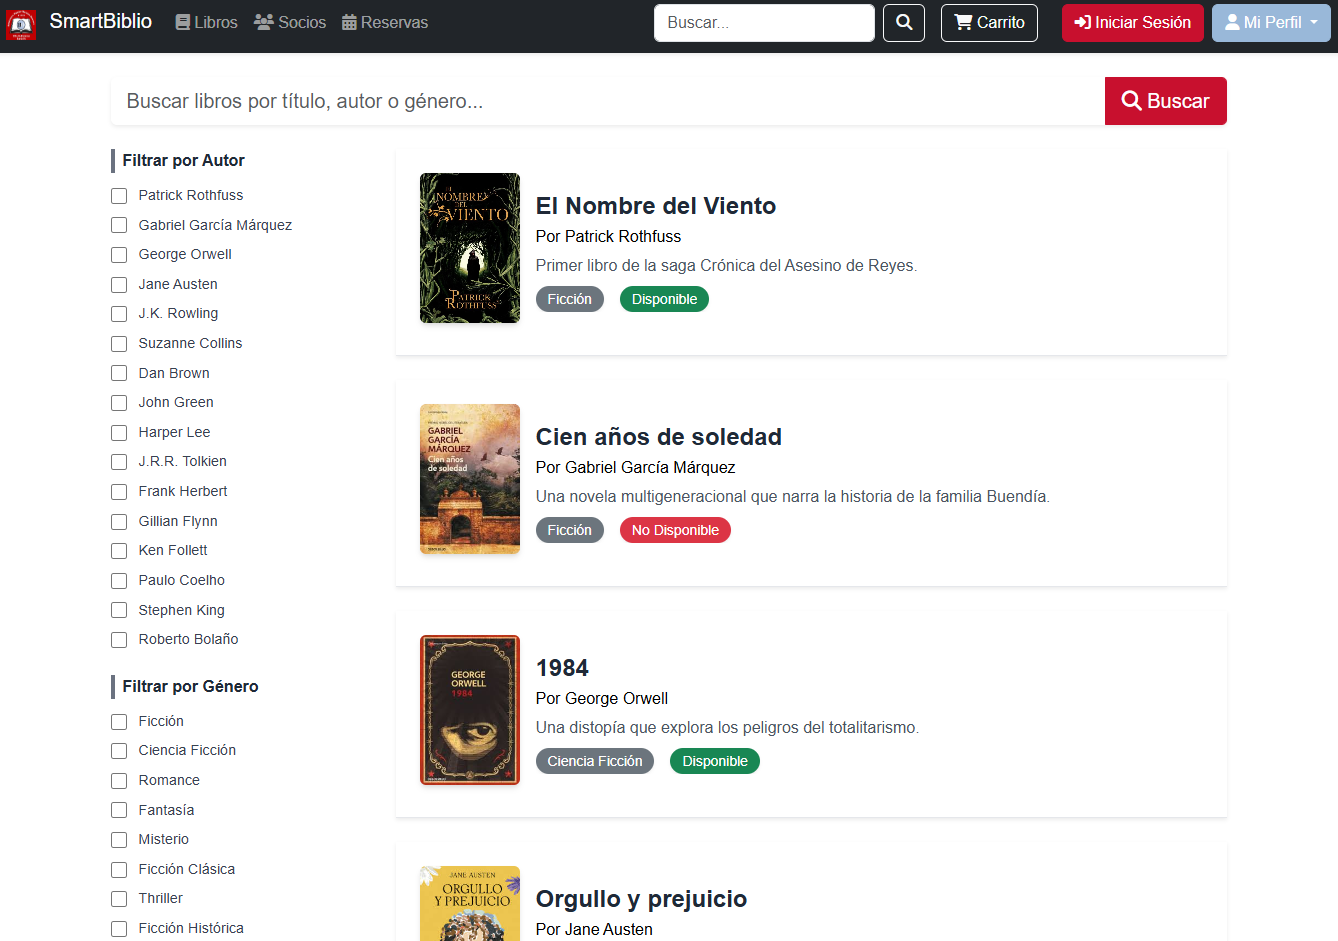 SmartBiblio
Libros
Socios
Reservas
Buscar...
Carrito
Iniciar Sesión
Mi Perfil
Buscar libros por título, autor o género...
Buscar
Filtrar por Autor
Patrick Rothfuss
Gabriel García Márquez
George Orwell
Jane Austen
J.K. Rowling
Suzanne Collins
Dan Brown
John Green
Harper Lee
J.R.R. Tolkien
Frank Herbert
Gillian Flynn
Ken Follett
Paulo Coelho
Stephen King
Roberto Bolaño
Filtrar por Género
Ficción
Ciencia Ficción
Romance
Fantasía
Misterio
Ficción Clásica
Thriller
Ficción Histórica
EL
NOMBRE
DEL
VIENTO
PATRICK
ROTHFUSS
El Nombre del Viento
Por Patrick Rothfuss
Primer libro de la saga Crónica del Asesino de Reyes.
Ficción
Disponible
GABRIEL
GARCÍA
MÁRQUEZ
Cien años
de soledad
Cien años de soledad
Por Gabriel García Márquez
Una novela multigeneracional que narra la historia de la familia Buendía.
Ficción
No Disponible
GEORGE
ORWELL
1984
1984
Por George Orwell
Una distopía que explora los peligros del totalitarismo.
Ciencia Ficción
Disponible
JANE AUSTEN
ORGULLO
Y PREJUICIO
Orgullo y prejuicio
Por Jane Austen